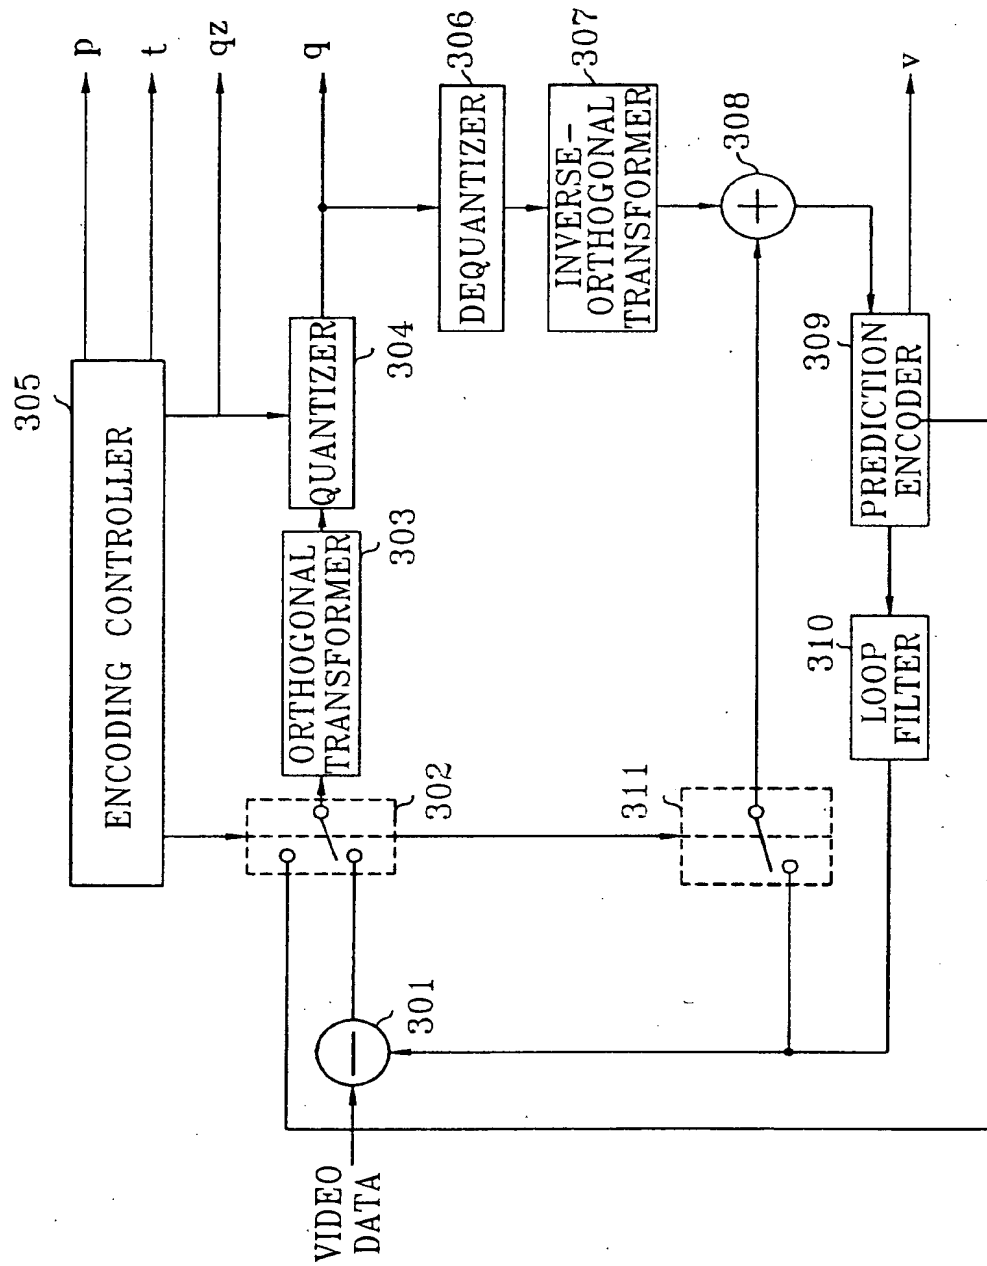 305
ENCODING CONTROLLER
p
t
qz
q
VIDEO
DATA
301
302
ORTHOGONAL
TRANSFORMER
303
QUANTIZER
304
DEQUANTIZER
306
INVERSE-
ORTHOGONAL
TRANSFORMER
307
308
311
310
LOOP
FILTER
309
PREDICTION
ENCODER
v